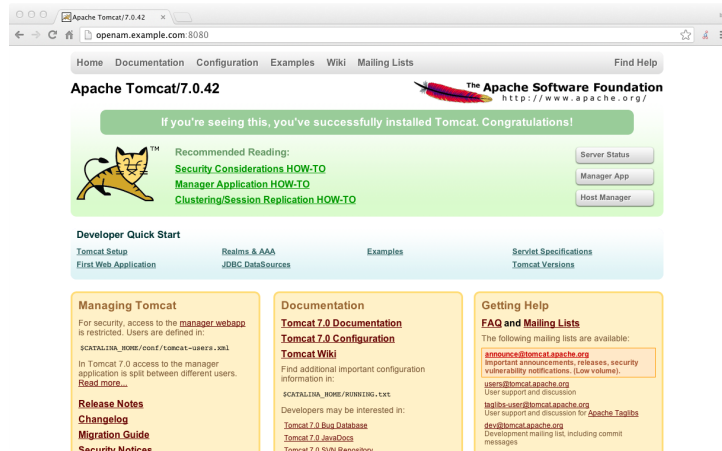 Apache Tomcat/7.0.42
openam.example.com:8080
Home Documentation Configuration Examples Wiki Mailing Lists Find Help
Apache Tomcat/7.0.42
The Apache Software Foundation
http://www.apache.org/
If you're seeing this, you've successfully installed Tomcat. Congratulations!
TM
Recommended Reading:
Security Considerations HOW-TO
Manager Application HOW-TO
Clustering/Session Replication HOW-TO
Server Status
Manager App
Host Manager
Developer Quick Start
Tomcat Setup
First Web Application
Realms & AAA
JDBC DataSources
Examples
Servlet Specifications
Tomcat Versions
Managing Tomcat
For security, access to the manager webapp
is restricted. Users are defined in:
$CATALINA_HOME/conf/tomcat-users.xml
In Tomcat 7.0 access to the manager
application is split between different users.
Read more...
Release Notes
Changelog
Migration Guide
Security Notices
Documentation
Tomcat 7.0 Documentation
Tomcat 7.0 Configuration
Tomcat Wiki
Find additional important configuration
information in:
$CATALINA_HOME/RUNNING.txt
Developers may be interested in:
Tomcat 7.0 Bug Database
Tomcat 7.0 JavaDocs
Tomcat 7.0 SVN Repository
Getting Help
FAQ and Mailing Lists
The following mailing lists are available:
announce@tomcat.apache.org
Important announcements, releases, security
vulnerability notifications. (Low volume).
users@tomcat.apache.org
User support and discussion
taglibs-user@tomcat.apache.org
User support and discussion for Apache Taglibs
dev@tomcat.apache.org
Development mailing list, including commit
messages